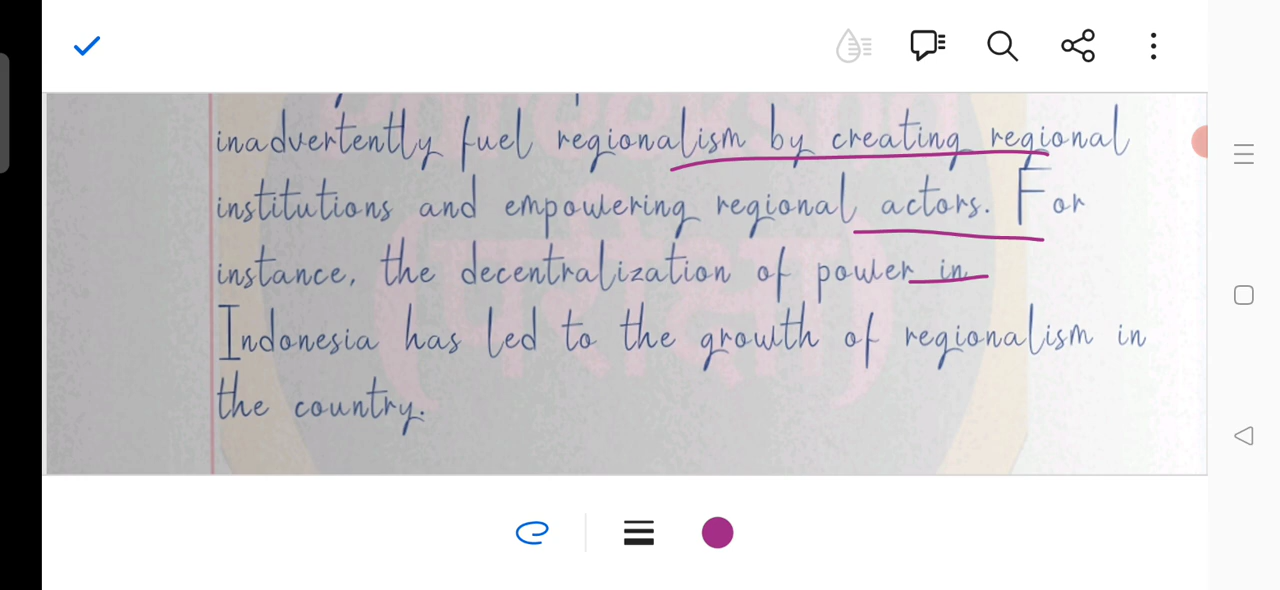 inadvertently fuel regionalism by creating regional
institutions and empowering regional actors. For
instance, the decentralization of power in
Indonesia has led to the growth of regionalism in
the country.